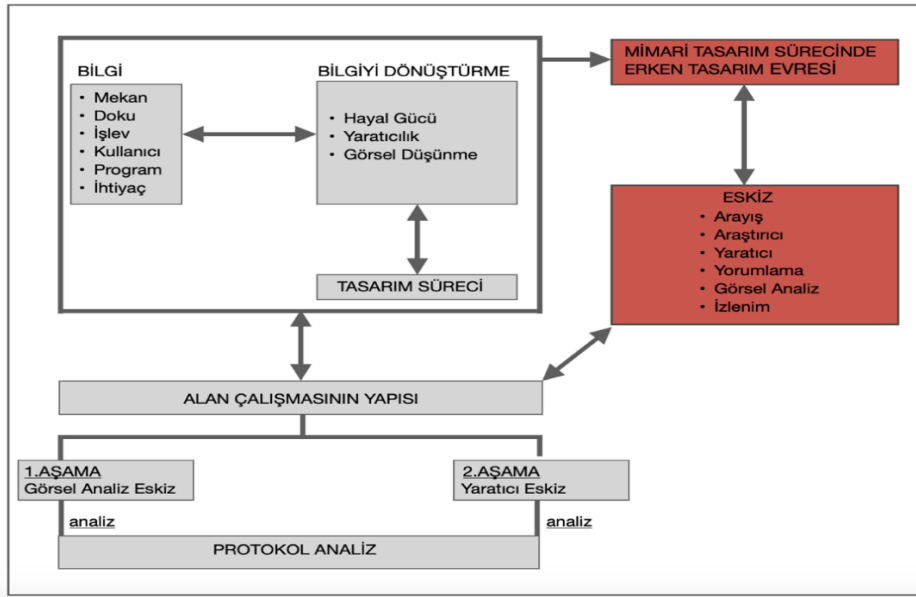 BİLGİ
• Mekan
• Doku
• İşlev
• Kullanıcı
• Program
• İhtiyaç
BİLGİYİ DÖNÜŞTÜRME
• Hayal Gücü
• Yaratıcılık
• Görsel Düşünme
TASARIM SÜRECİ
MİMARİ TASARIM SÜRECİNDE
ERKEN TASARIM EVRESİ
ESKİZ
• Arayış
• Araştırıcı
• Yaratıcı
• Yorumlama
• Görsel Analiz
• İzlenim
ALAN ÇALIŞMASININ YAPISI
1.AŞAMA
Görsel Analiz Eskiz
analiz
2.AŞAMA
Yaratıcı Eskiz
analiz
PROTOKOL ANALİZ